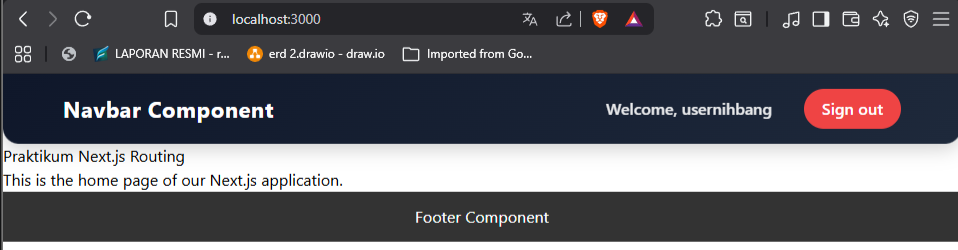 localhost:3000
LAPORAN RESMI - r...
erd 2.drawio - draw.io
Imported from Go...
Navbar Component
Welcome, usernihbang
Sign out
Praktikum Next.js Routing
This is the home page of our Next.js application.
Footer Component